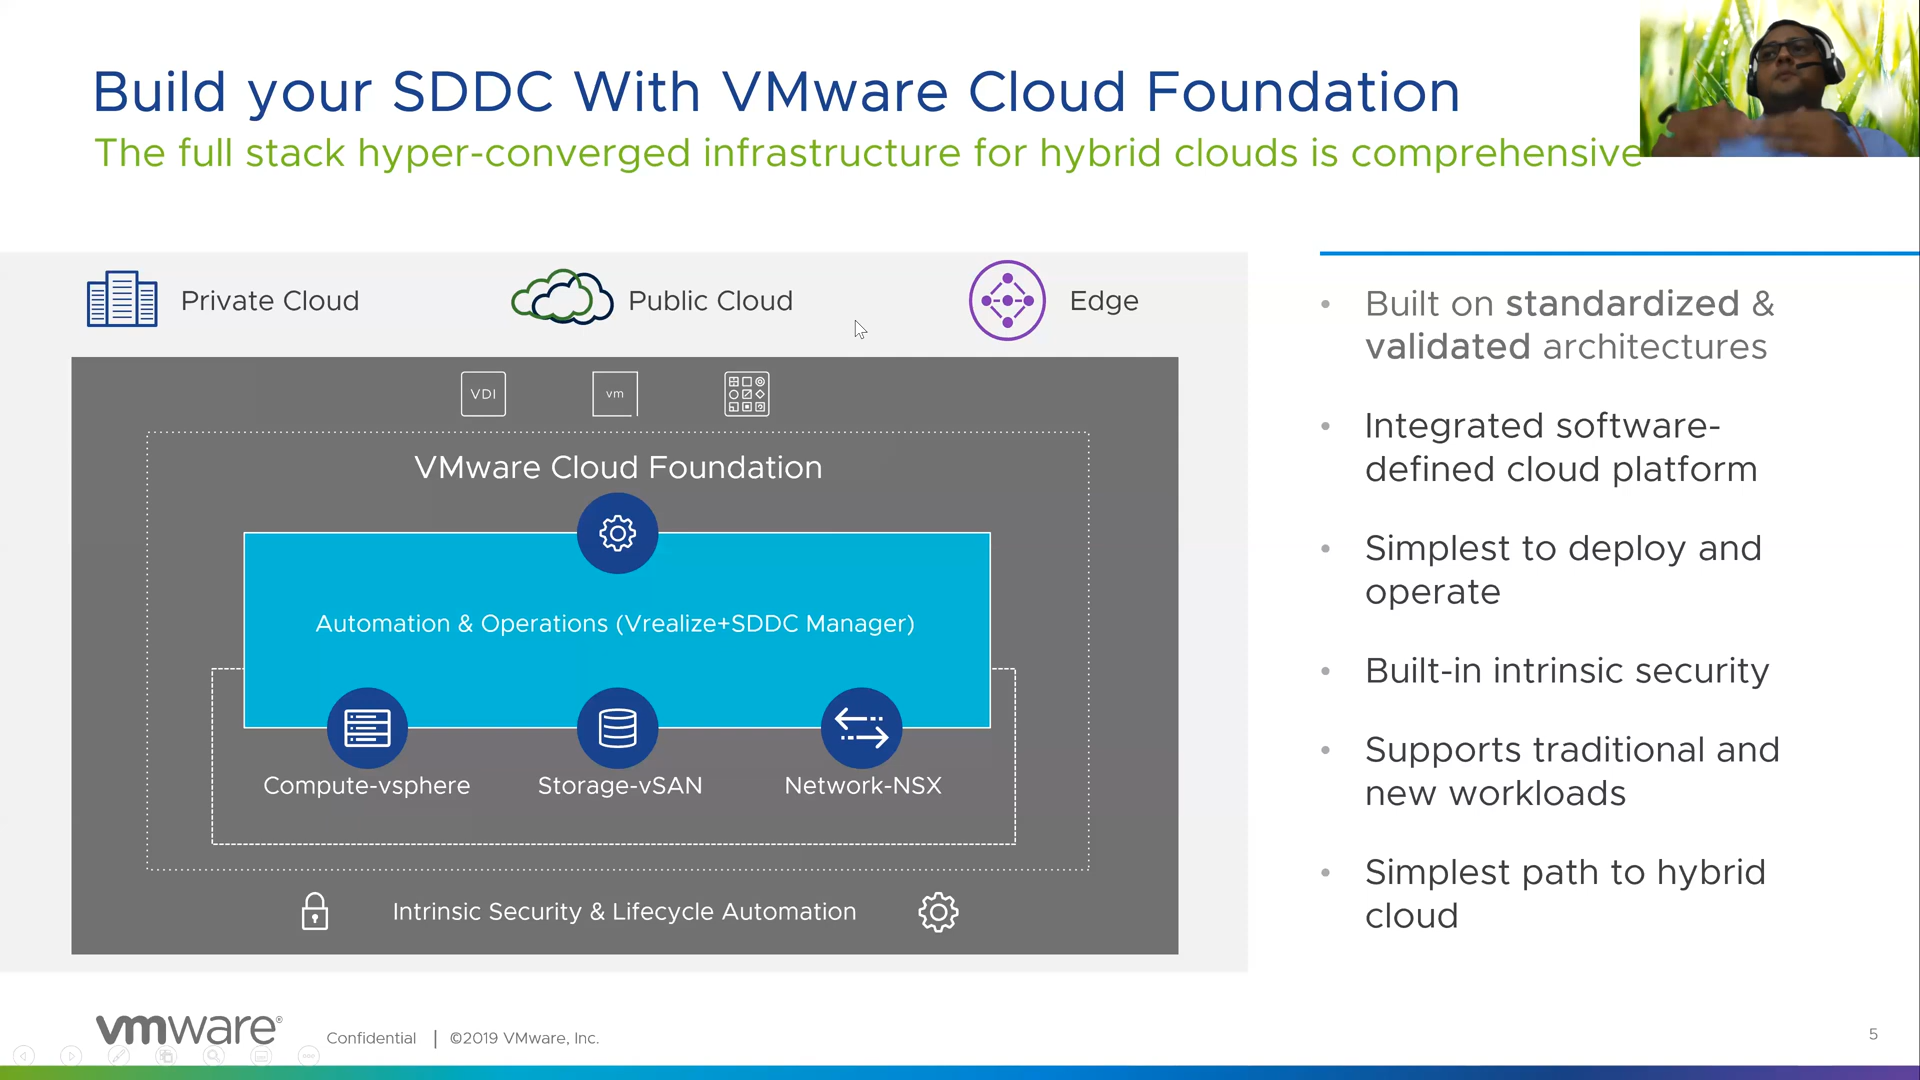 Build your SDDC With VMware Cloud Foundation
The full stack hyper-converged infrastructure for hybrid clouds is comprehensive
Private Cloud
Public Cloud
Edge
VDI
vm
VMware Cloud Foundation
Automation & Operations (Vrealize+SDDC Manager)
Compute-vsphere
Storage-vSAN
Network-NSX
Intrinsic Security & Lifecycle Automation
• Built on standardized &
validated architectures
• Integrated software-
defined cloud platform
• Simplest to deploy and
operate
• Built-in intrinsic security
• Supports traditional and
new workloads
• Simplest path to hybrid
cloud
vmware®
Confidential | ©2019 VMware, Inc.
5